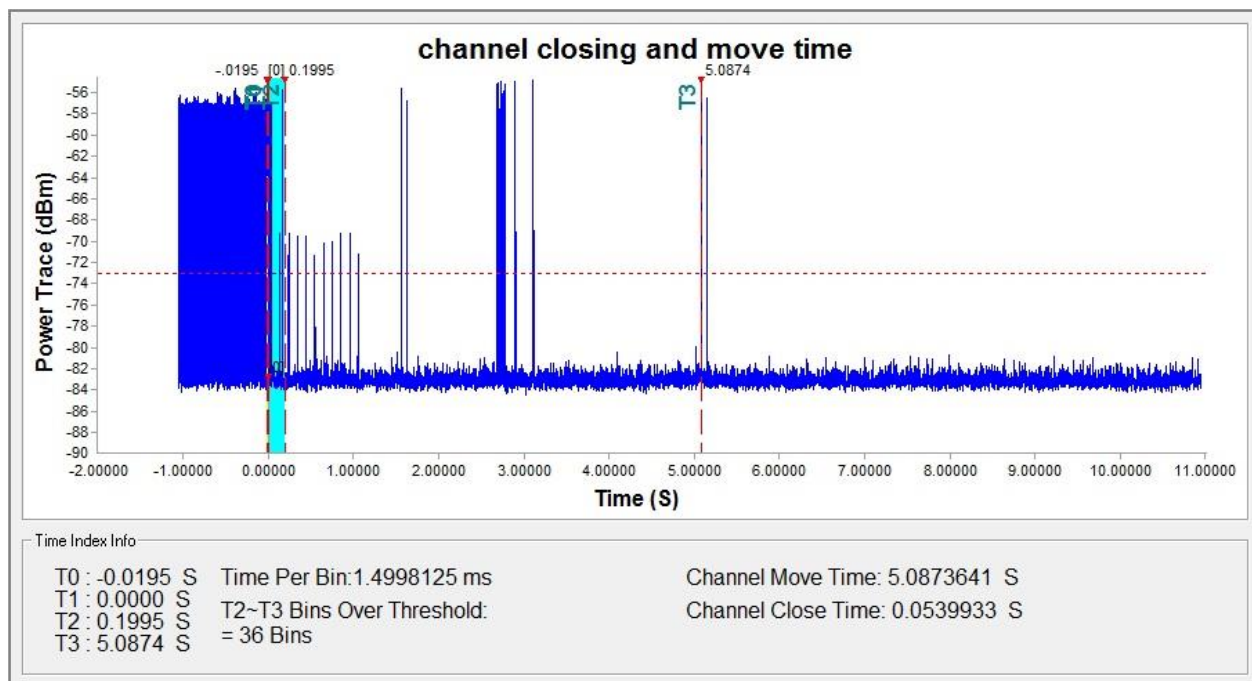 channel closing and move time
-.0195 [0] 0.1995 5.0874
T2
T3
Power Trace (dBm)
-56
-58
-60
-62
-64
-66
-68
-70
-72
-74
-76
-78
-80
-82
-84
-86
-88
-90
-2.00000 -1.00000 0.00000 1.00000 2.00000 3.00000 4.00000 5.00000 6.00000 7.00000 8.00000 9.00000 10.00000 11.00000
Time (S)
Time Index Info
T0 : -0.0195 S
T1 : 0.0000 S
T2 : 0.1995 S
T3 : 5.0874 S
Time Per Bin:1.4998125 ms
T2~T3 Bins Over Threshold:
= 36 Bins
Channel Move Time: 5.0873641 S
Channel Close Time: 0.0539933 S